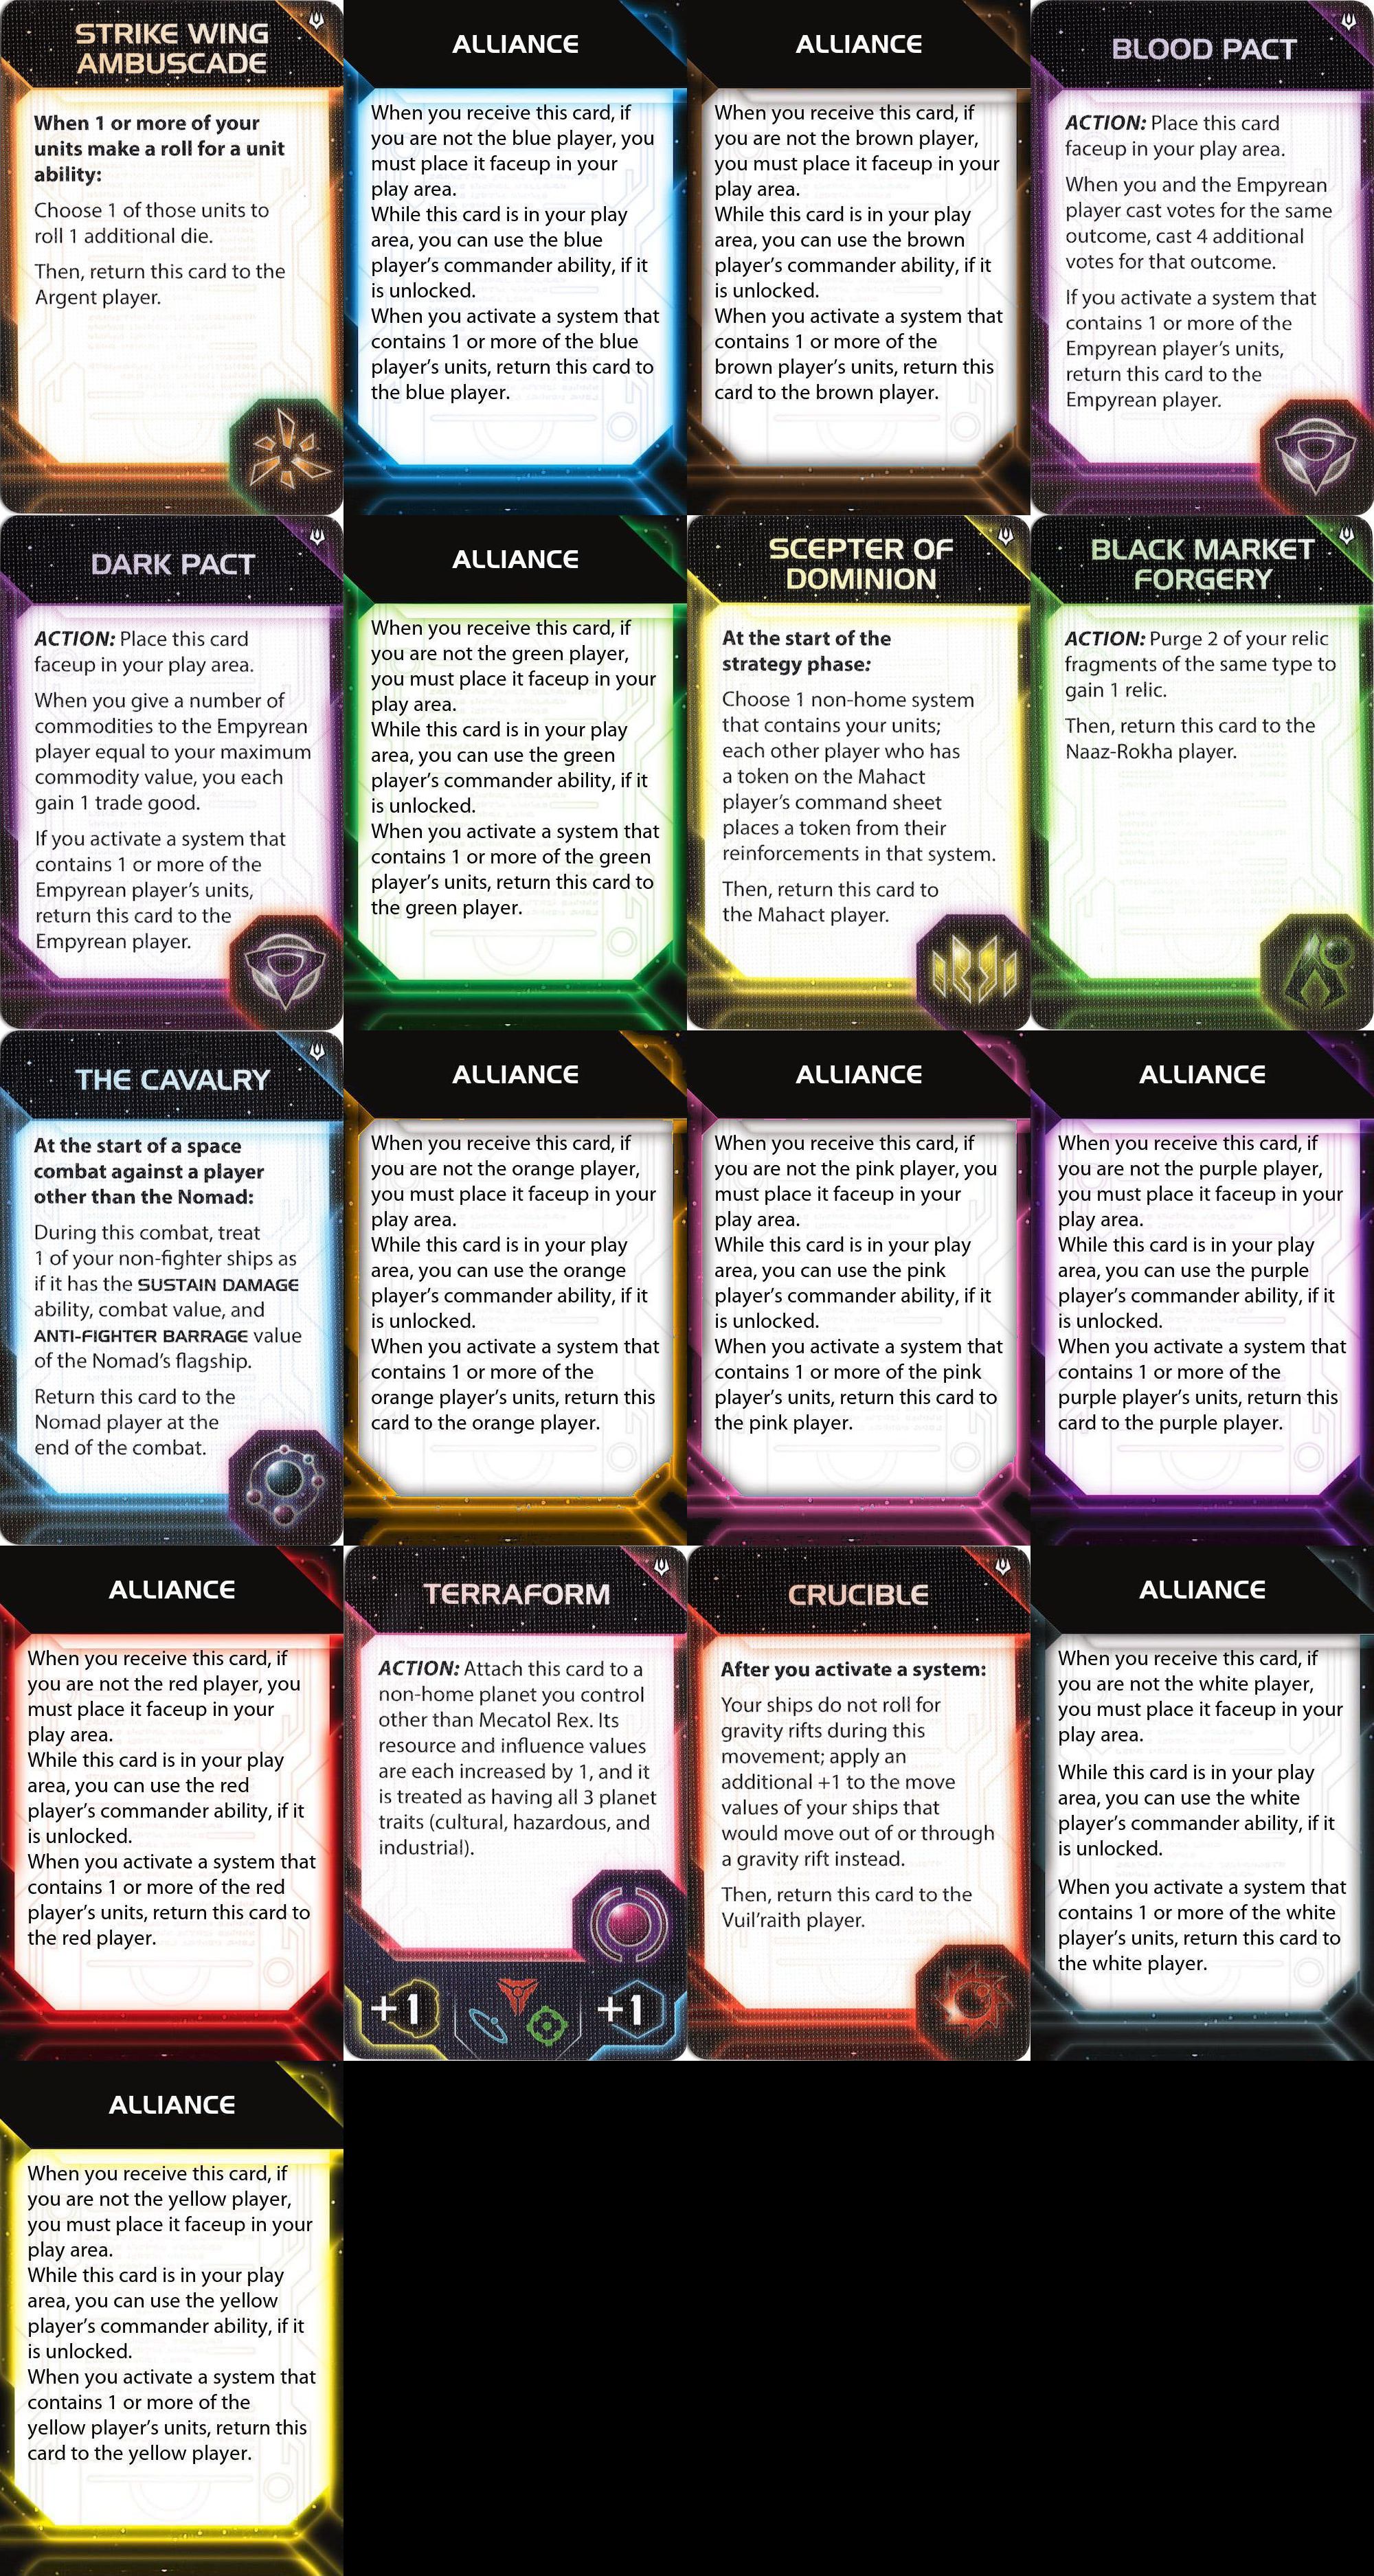 STRIKE WING
AMBUSCADE
When 1 or more of your
units make a roll for a unit
ability:
Choose 1 of those units to
roll 1 additional die.
Then, return this card to the
Argent player.
ALLIANCE
When you receive this card, if
you are not the blue player, you
must place it faceup in your
play area.
While this card is in your play
area, you can use the blue
player’s commander ability, if it
is unlocked.
When you activate a system that
contains 1 or more of the blue
player’s units, return this card to
the blue player.
ALLIANCE
When you receive this card, if
you are not the brown player,
you must place it faceup in your
play area.
While this card is in your play
area, you can use the brown
player’s commander ability, if it
is unlocked.
When you activate a system that
contains 1 or more of the
brown player’s units, return this
card to the brown player.
BLOOD PACT
ACTION: Place this card
faceup in your play area.
When you and the Empyrean
player cast votes for the same
outcome, cast 4 additional
votes for that outcome.
If you activate a system that
contains 1 or more of the
Empyrean player’s units,
return this card to the
Empyrean player.
DARK PACT
ACTION: Place this card
faceup in your play area.
When you give a number of
commodities to the Empyrean
player equal to your maximum
commodity value, you each
gain 1 trade good.
If you activate a system that
contains 1 or more of the
Empyrean player’s units,
return this card to the
Empyrean player.
ALLIANCE
When you receive this card, if
you are not the green player,
you must place it faceup in your
play area.
While this card is in your play
area, you can use the green
player’s commander ability, if it
is unlocked.
When you activate a system that
contains 1 or more of the green
player’s units, return this card to
the green player.
SCEPTER OF
DOMINION
At the start of the
strategy phase:
Choose 1 non-home system
that contains your units;
each other player who has
a token on the Mahact
player’s command sheet
places a token from their
reinforcements in that system.
Then, return this card to
the Mahact player.
BLACK MARKET
FORGERY
ACTION: Purge 2 of your relic
fragments of the same type to
gain 1 relic.
Then, return this card to the
Naaz-Rokha player.
THE CAVALRY
At the start of a space
combat against a player
other than the Nomad:
During this combat, treat
1 of your non-fighter ships as
if it has the SUSTAIN DAMAGE
ability, combat value, and
ANTI-FIGHTER BARRAGE value
of the Nomad’s flagship.
Return this card to the
Nomad player at the
end of the combat.
ALLIANCE
When you receive this card, if
you are not the orange player,
you must place it faceup in your
play area.
While this card is in your play
area, you can use the orange
player’s commander ability, if it
is unlocked.
When you activate a system that
contains 1 or more of the
orange player’s units, return this
card to the orange player.
ALLIANCE
When you receive this card, if
you are not the pink player, you
must place it faceup in your
play area.
While this card is in your play
area, you can use the pink
player’s commander ability, if it
is unlocked.
When you activate a system that
contains 1 or more of the pink
player’s units, return this card to
the pink player.
ALLIANCE
When you receive this card, if
you are not the purple player,
you must place it faceup in your
play area.
While this card is in your play
area, you can use the purple
player’s commander ability, if it
is unlocked.
When you activate a system that
contains 1 or more of the
purple player’s units, return this
card to the purple player.
ALLIANCE
When you receive this card, if
you are not the red player, you
must place it faceup in your
play area.
While this card is in your play
area, you can use the red
player’s commander ability, if it
is unlocked.
When you activate a system that
contains 1 or more of the red
player’s units, return this card to
the red player.
TERRAFORM
ACTION: Attach this card to a
non-home planet you control
other than Mecatol Rex. Its
resource and influence values
are each increased by 1, and it
is treated as having all 3 planet
traits (cultural, hazardous, and
industrial).
+1
+1
CRUCIBLE
After you activate a system:
Your ships do not roll for
gravity rifts during this
movement; apply an
additional +1 to the move
values of your ships that
would move out of or through
a gravity rift instead.
Then, return this card to the
Vuil’raith player.
ALLIANCE
When you receive this card, if
you are not the white player,
you must place it faceup in your
play area.
While this card is in your play
area, you can use the white
player’s commander ability, if it
is unlocked.
When you activate a system that
contains 1 or more of the white
player’s units, return this card to
the white player.
ALLIANCE
When you receive this card, if
you are not the yellow player,
you must place it faceup in your
play area.
While this card is in your play
area, you can use the yellow
player’s commander ability, if it
is unlocked.
When you activate a system that
contains 1 or more of the
yellow player’s units, return this
card to the yellow player.